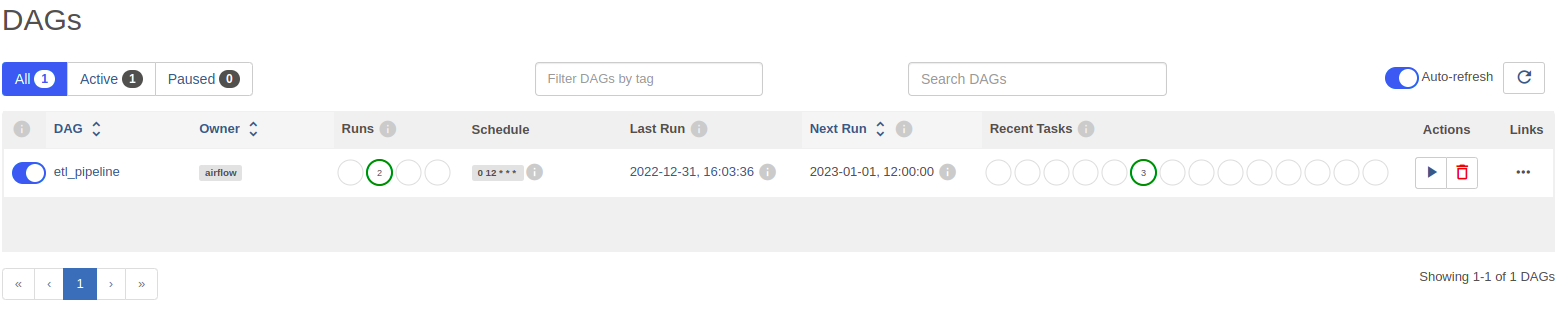 DAGs
All 1 Active 1 Paused 0 Filter DAGs by tag Search DAGs Auto-refresh
i DAG Owner Runs i Schedule Last Run i Next Run i Recent Tasks i Actions Links
etl_pipeline airflow 2 0 12 * * * i 2022-12-31, 16:03:36 i 2023-01-01, 12:00:00 i 3 •••
« ‹ 1 › » Showing 1-1 of 1 DAGs